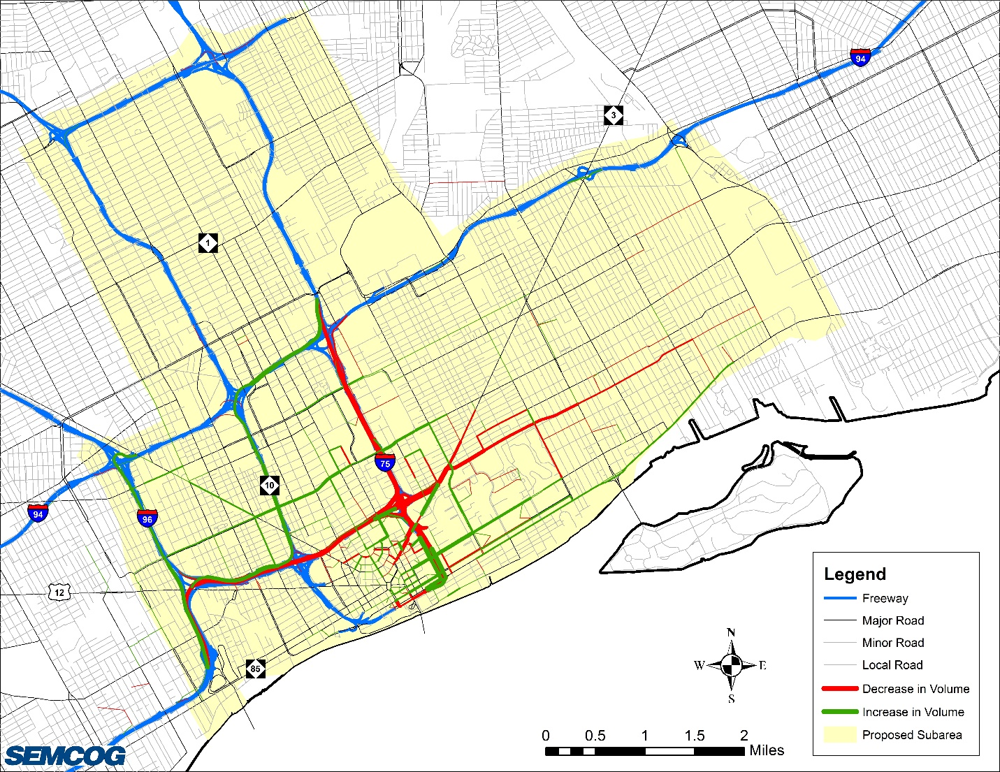 94
3
1
75
10
94
96
12
85
Legend
Freeway
Major Road
Minor Road
Local Road
Decrease in Volume
Increase in Volume
Proposed Subarea
N
W E
S
0 0.5 1 1.5 2
Miles
SEMCOG